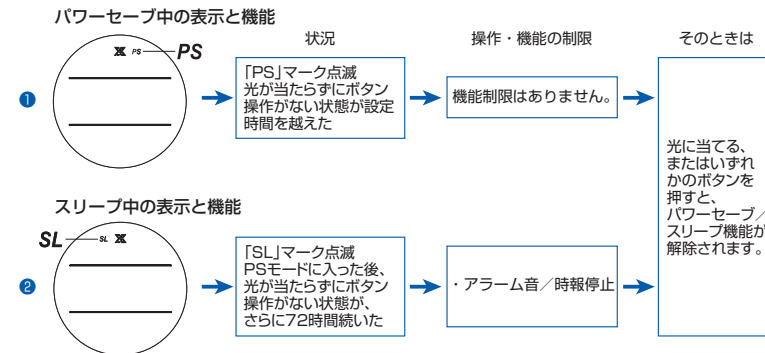 パワーセーブ中の表示と機能
状況
操作・機能の制限
そのときは
PS
PS
❶
「PS」マーク点滅
光が当たらずにボタン
操作がない状態が設定
時間を越えた
機能制限はありません。
光に当てる、
またはいずれ
かのボタンを
押すと、
パワーセーブ/
スリープ機能が
解除されます。
スリープ中の表示と機能
SL
SL
❷
「SL」マーク点滅
PSモードに入った後、
光が当たらずにボタン
操作がない状態が、
さらに72時間続いた
・アラーム音/時報停止